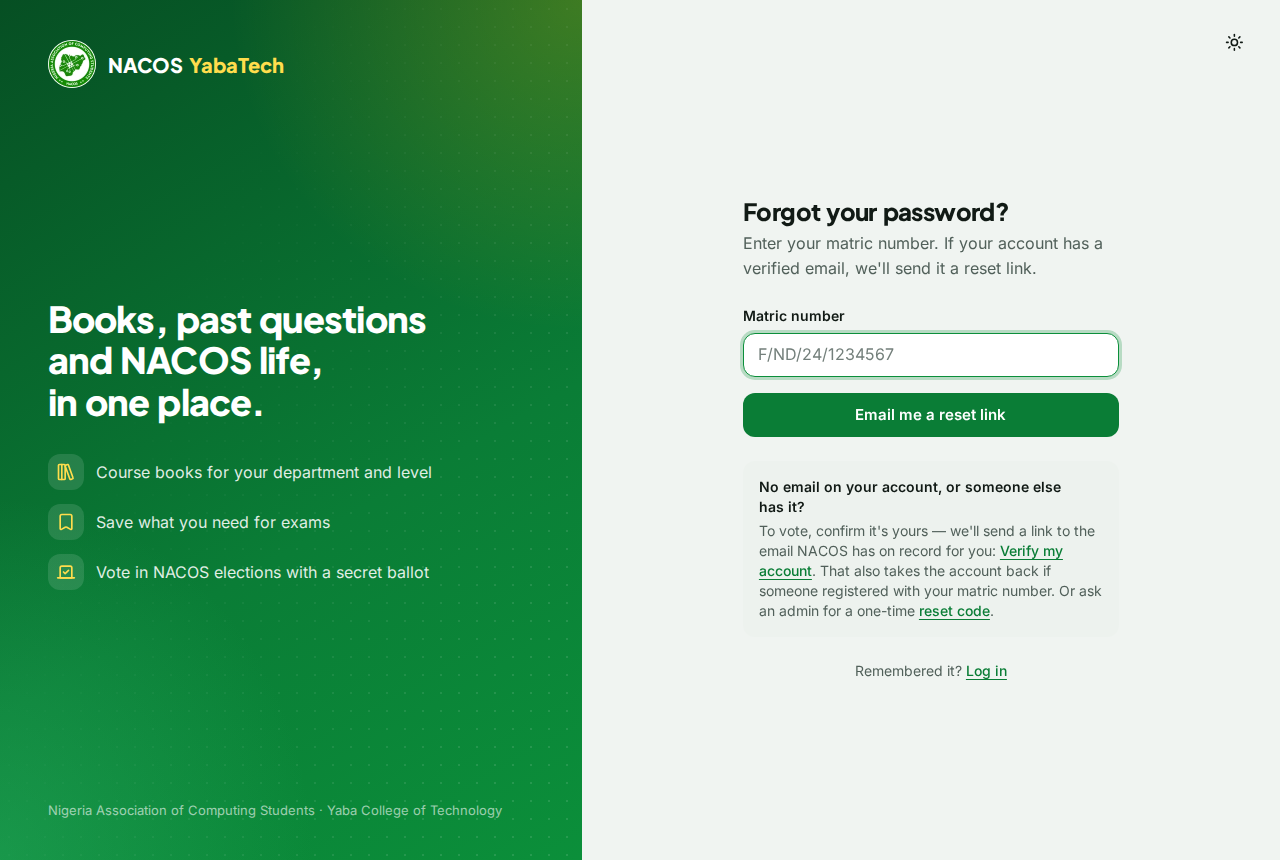 NACOS YabaTech
Books, past questions
and NACOS life,
in one place.
Course books for your department and level
Save what you need for exams
Vote in NACOS elections with a secret ballot
Nigeria Association of Computing Students · Yaba College of Technology
Forgot your password?
Enter your matric number. If your account has a
verified email, we'll send it a reset link.
Matric number
F/ND/24/1234567
Email me a reset link
No email on your account, or someone else
has it?
To vote, confirm it's yours — we'll send a link to the
email NACOS has on record for you: Verify my
account. That also takes the account back if
someone registered with your matric number. Or ask
an admin for a one-time reset code.
Remembered it? Log in